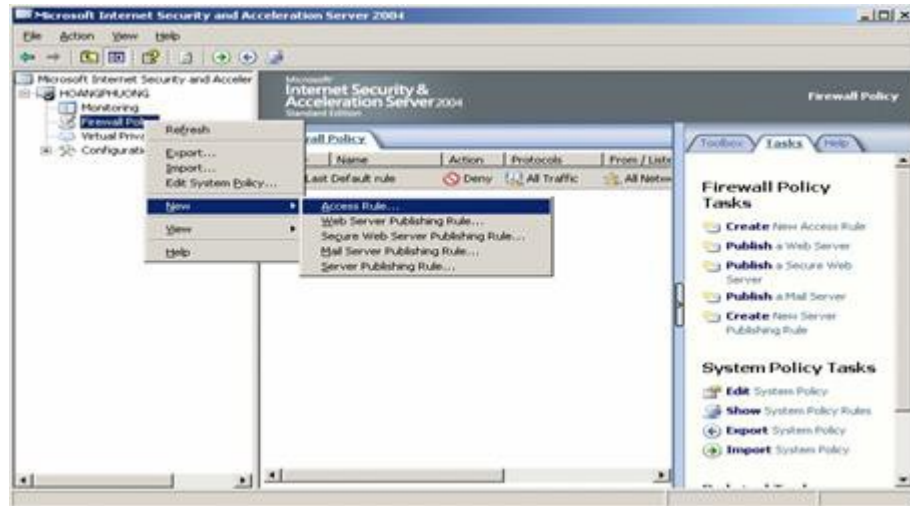 Microsoft Internet Security and Acceleration Server 2004
File Action View Help
Microsoft Internet Security and Acceler
HOANGPHUONG
Monitoring
Firewall Pol
Virtual Priva
Configurati
Refresh
Export...
Import...
Edit System Policy...
New
View
Help
Access Rule...
Web Server Publishing Rule...
Secure Web Server Publishing Rule...
Mail Server Publishing Rule...
Server Publishing Rule...
Microsoft
Internet Security &
Acceleration Server 2004
Standard Edition
Firewall Policy
wall Policy
Name Action Protocols From / Liste
Last Default rule Deny All Traffic All Networ
Toolbox Tasks Help
Firewall Policy
Tasks
Create New Access Rule
Publish a Web Server
Publish a Secure Web
Server
Publish a Mail Server
Create New Server
Publishing Rule
System Policy Tasks
Edit System Policy
Show System Policy Rules
Export System Policy
Import System Policy